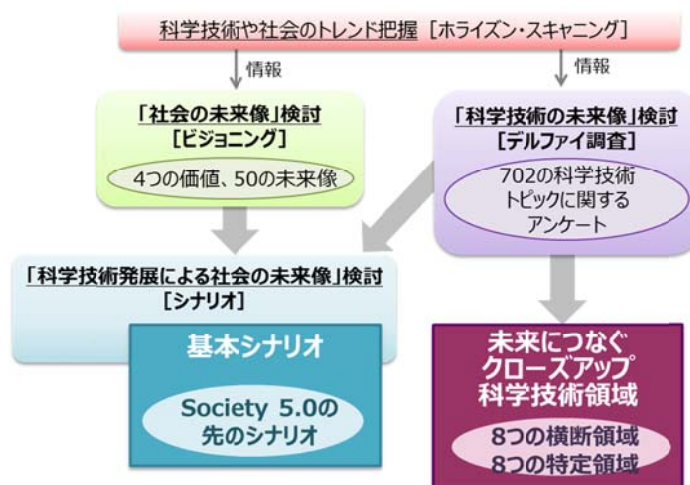 科学技術や社会のトレンド把握 [ホライズン・スキャニング]
情報
情報
「社会の未来像」検討
[ビジョニング]
4つの価値、50の未来像
「科学技術の未来像」検討
[デルファイ調査]
702の科学技術
トピックに関する
アンケート
「科学技術発展による社会の未来像」検討
[シナリオ]
基本シナリオ
Society 5.0の
先のシナリオ
未来につなぐ
クローズアップ
科学技術領域
8つの横断領域
8つの特定領域